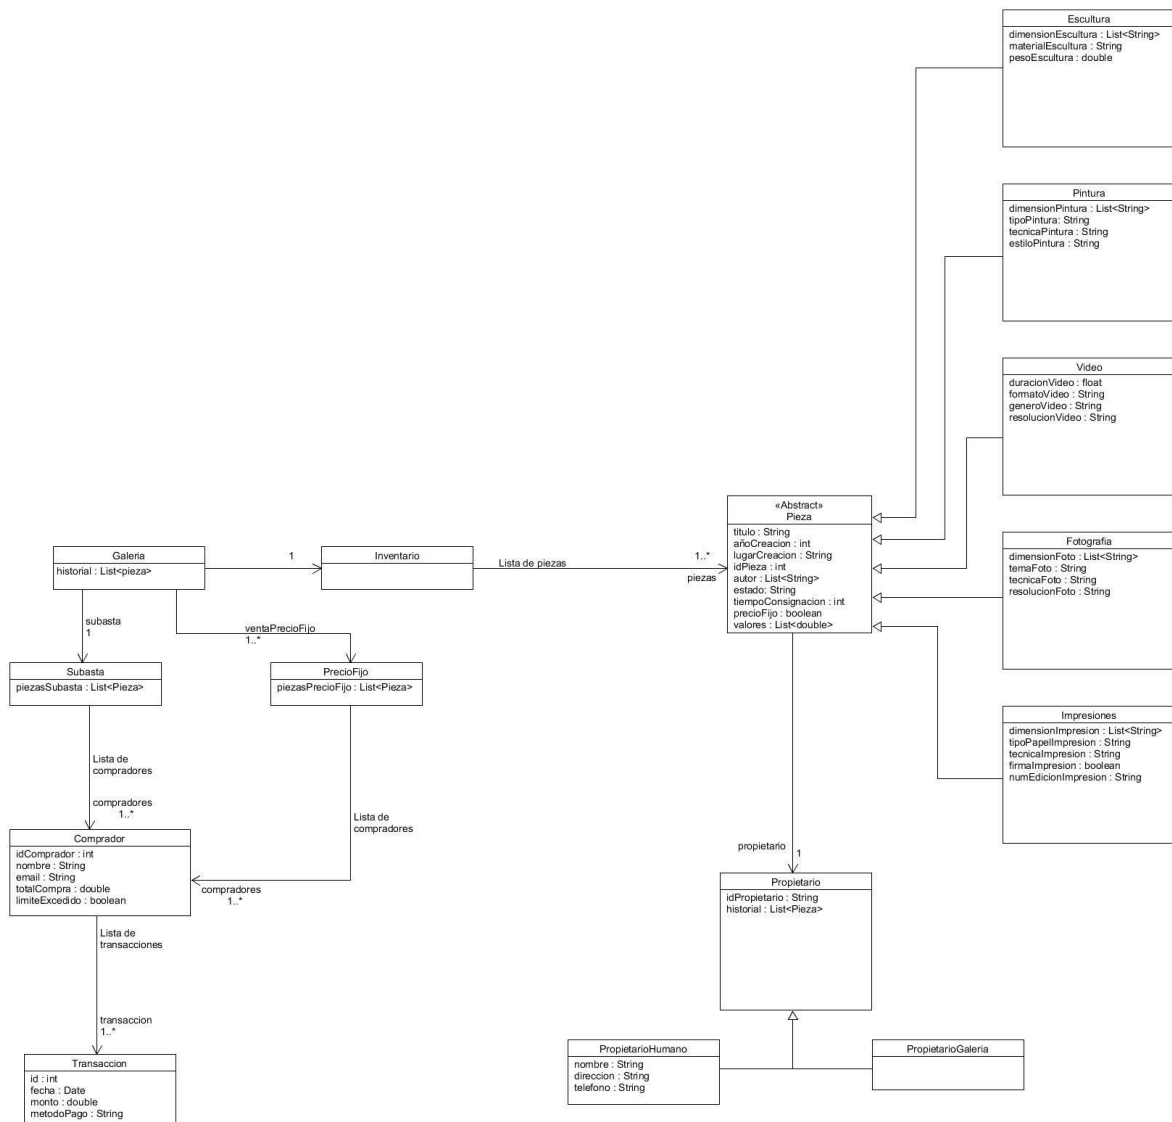 Escultura
dimensionEscultura : List<String>
materialEscultura : String
pesoEscultura : double
Pintura
dimensionPintura : List<String>
tipoPintura: String
tecnicaPintura : String
estiloPintura : String
Video
duracionVideo : float
formatoVideo : String
generoVideo : String
resolucionVideo : String
Fotografia
dimensionFoto : List<String>
temaFoto : String
tecnicaFoto : String
resolucionFoto : String
Impresiones
dimensionImpresion : List<String>
tipoPapelImpresion : String
tecnicaImpresion : String
firmaImpresion : boolean
numEdicionImpresion : String
«Abstract»
Pieza
titulo : String
añoCreacion : int
lugarCreacion : String
idPieza : int
autor : List<String>
estado: String
tiempoConsignacion : int
precioFijo : boolean
valores : List<double>
Galeria
historial : List<pieza>
1
Inventario
Lista de piezas
1..*
piezas
subasta
1
ventaPrecioFijo
1..*
Subasta
piezasSubasta : List<Pieza>
PrecioFijo
piezasPrecioFijo : List<Pieza>
Lista de
compradores
compradores
1..*
Lista de
compradores
compradores
1..*
Comprador
idComprador : int
nombre : String
email : String
totalCompra : double
limiteExcedido : boolean
Lista de
transacciones
transaccion
1..*
Transaccion
id : int
fecha : Date
monto : double
metodoPago : String
propietario
1
Propietario
idPropietario : String
historial : List<Pieza>
PropietarioHumano
nombre : String
direccion : String
telefono : String
PropietarioGaleria